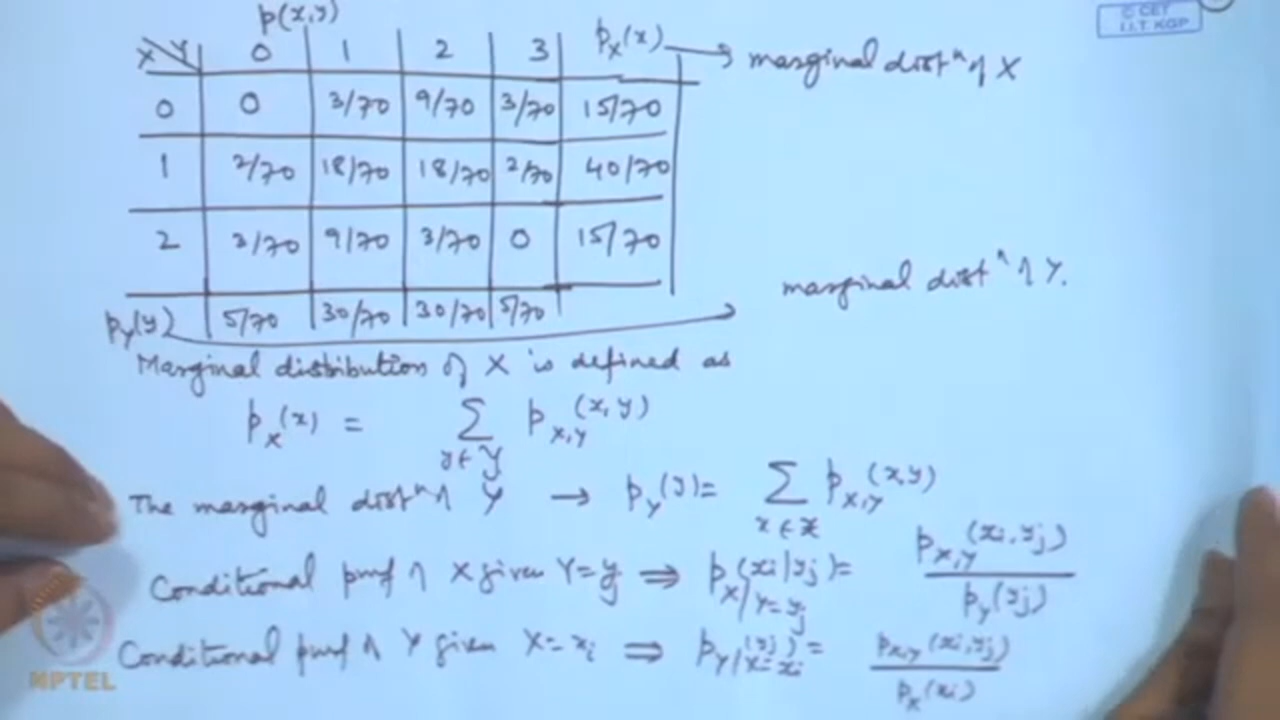 p(x,y)
© CET
I.I.T. KGP
X Y 0 1 2 3 pX(x) → marginal distⁿ of X
0 0 3/70 9/70 3/70 15/70
1 2/70 18/70 18/70 2/70 40/70
2 3/70 9/70 3/70 0 15/70
marginal distⁿ of Y.
pY(y) 5/70 30/70 30/70 5/70
Marginal distribution of X is defined as
pX(x) = Σ y∈Y pX,Y(x,y)
The marginal distⁿ of Y → pY(y) = Σ x∈X pX,Y(x,y)
Conditional pmf of X given Y=y ⇒ pX/Y=yj(xi|yj) = pX,Y(xi,yj) / pY(yj)
Conditional pmf of Y given X=xi ⇒ pY/X=xi(yj) = pX,Y(xi,yj) / pX(xi)
NPTEL